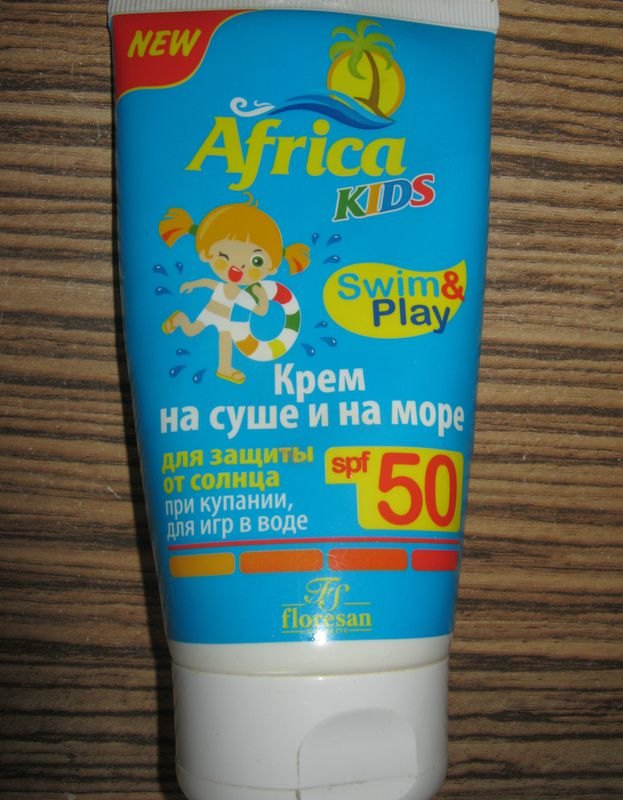 NEW
Africa
KIDS
Swim&
Play
Крем
на суше и на море
для защиты
от солнца
при купании,
для игр в воде
spf 50
FS
floresan